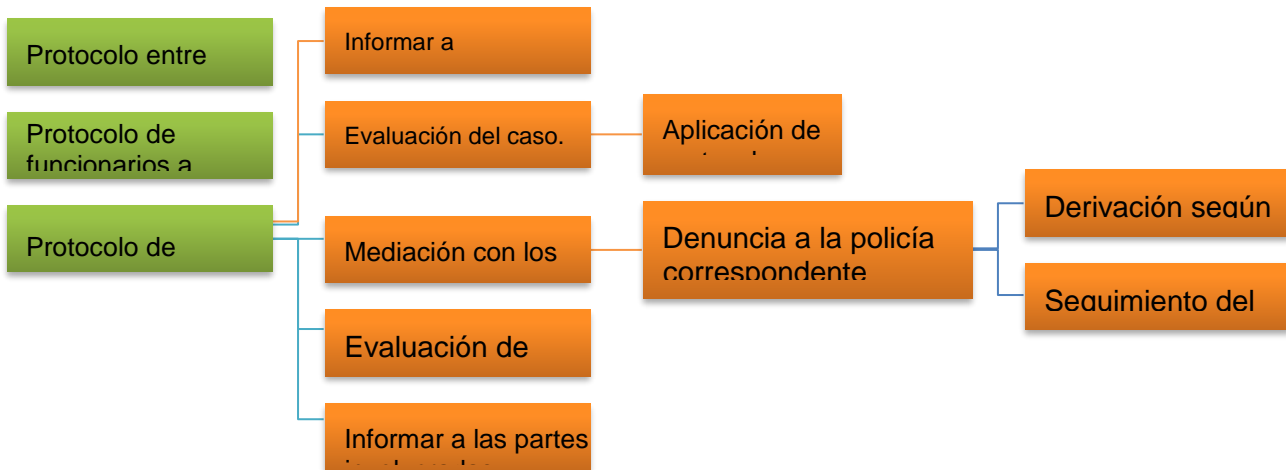 Protocolo entre
Protocolo de
funcionarios a
Protocolo de
Informar a
Evaluación del caso.
Mediación con los
Evaluación de
Informar a las partes
Aplicación de
Denuncia a la policía
correspondente
Derivación según
Seguimiento del